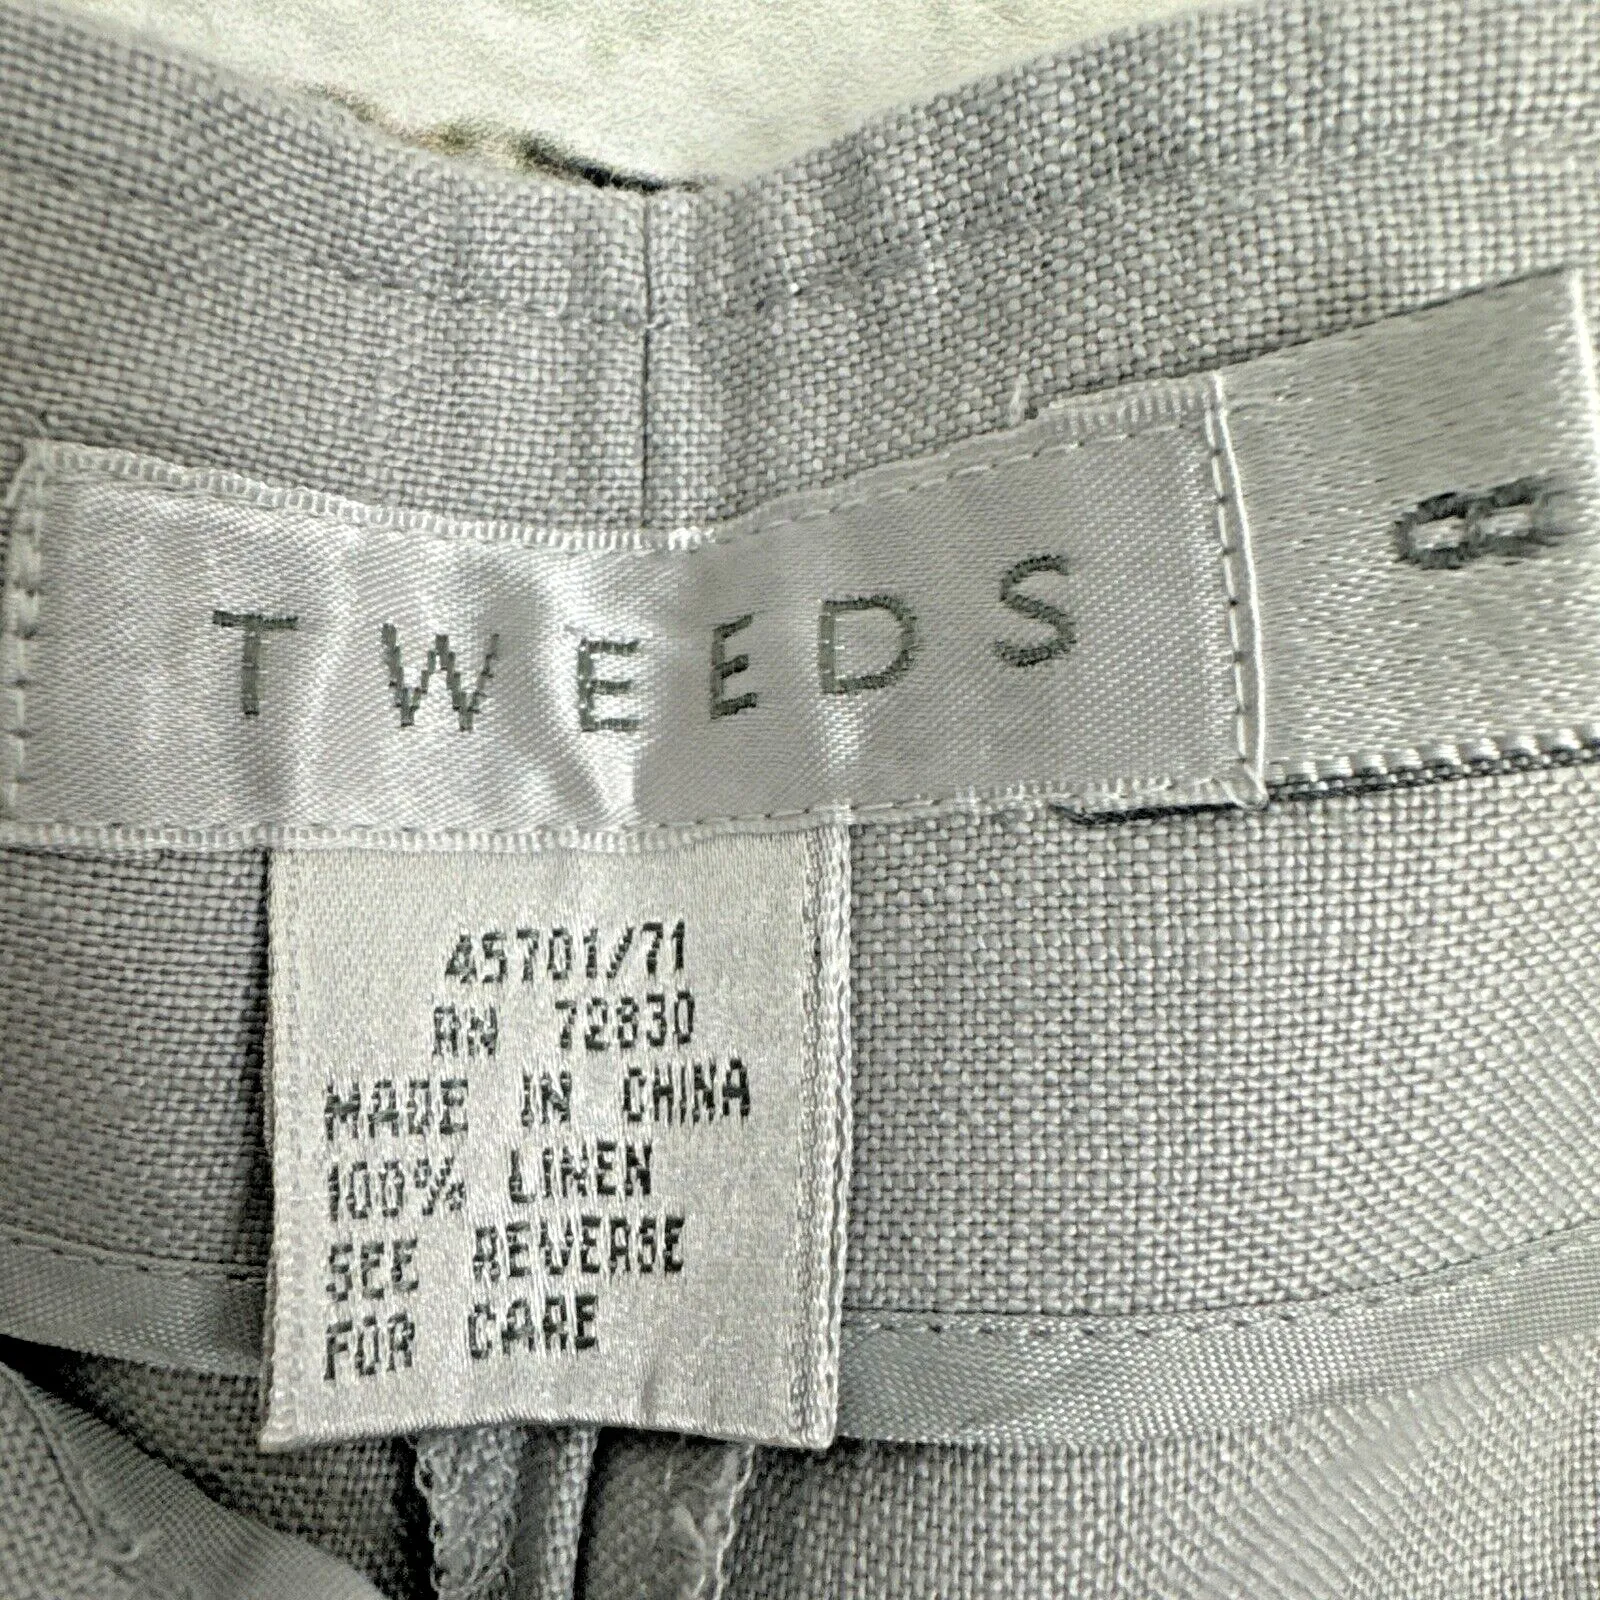 TWEEDS
8
45701/71
RN 72830
MADE IN CHINA
100% LINEN
SEE REVERSE
FOR CARE